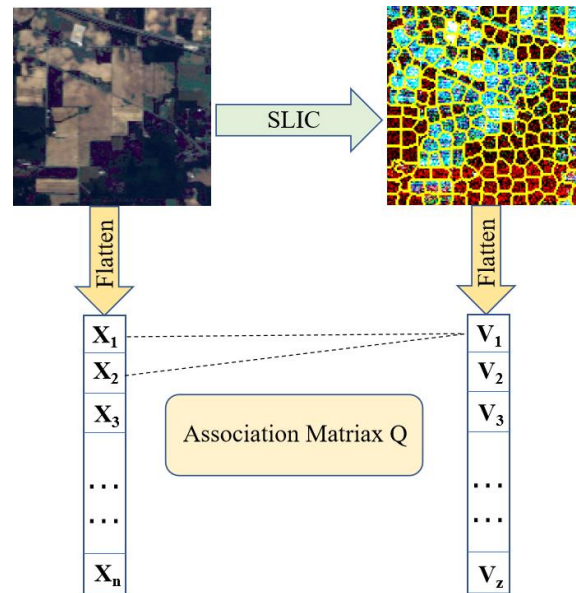 SLIC
Flatten
Flatten
X1
X2
X3
...
...
Xn
Association Matriax Q
V1
V2
V3
...
...
Vz